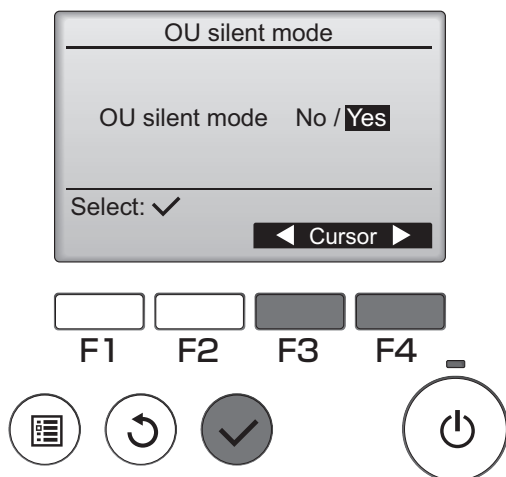 OU silent mode
OU silent mode No / Yes
Select:
Cursor
F1 F2 F3 F4